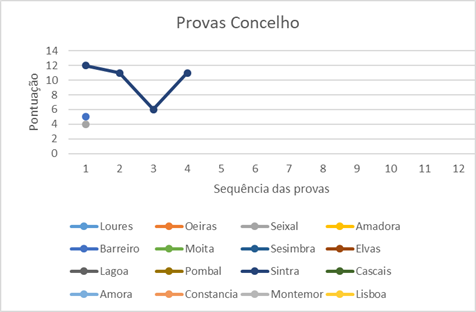 Provas Concelho
14
12
10
8
6
4
2
0
Pontuação
1 2 3 4 5 6 7 8 9 10 11 12
Sequência das provas
Loures Oeiras Seixal Amadora
Barreiro Moita Sesimbra Elvas
Lagoa Pombal Sintra Cascais
Amora Constancia Montemor Lisboa